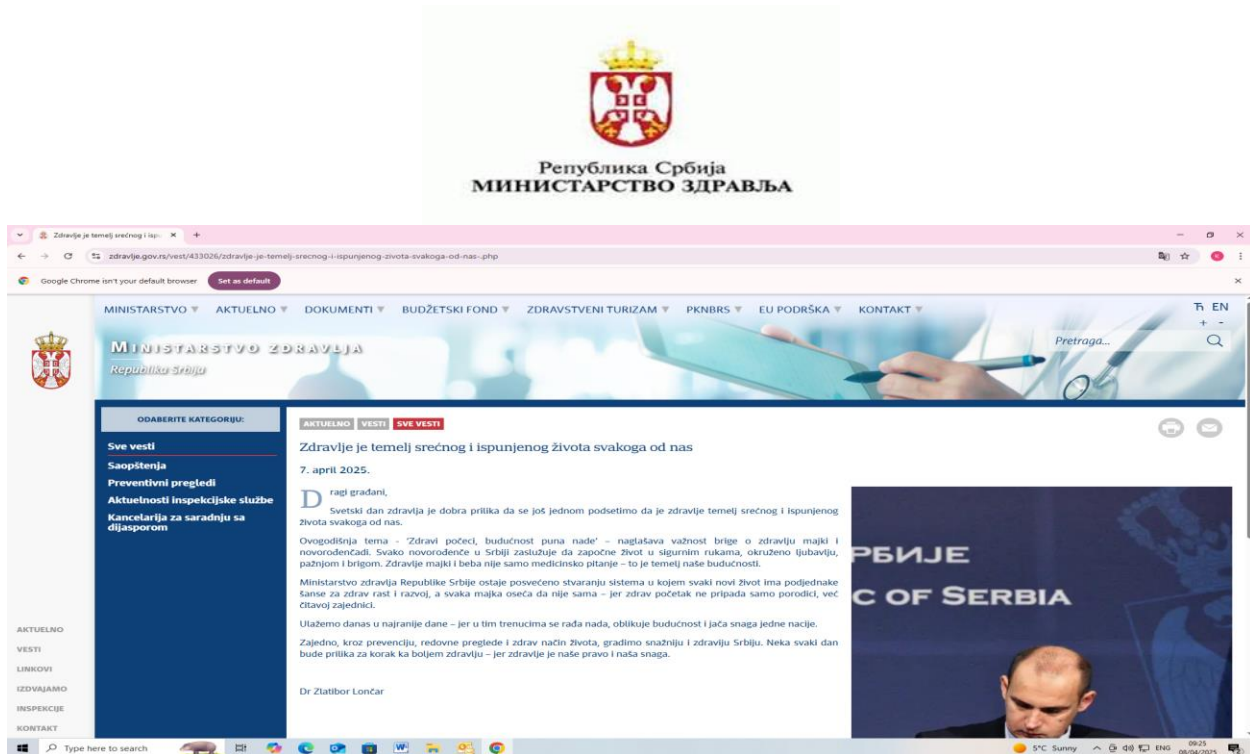 Република Србија
МИНИСТАРСТВО ЗДРАВЉА
Zdravlje je temelj srećnog i ispu
zdravlje.gov.rs/vest/433026/zdravlje-je-temelj-srecnog-i-ispunjenog-zivota-svakoga-od-nas-.php
Google Chrome isn't your default browser Set as default
MINISTARSTVO AKTUELNO DOKUMENTI BUDŽETSKI FOND ZDRAVSTVENI TURIZAM PKNBRS EU PODRŠKA KONTAKT Ћ EN
+ -
MINISTARSTVO ZDRAVLJA
Republika Srbija
Pretraga...
ODABERITE KATEGORIJU:
Sve vesti
Saopštenja
Preventivni pregledi
Aktuelnosti inspekcijske službe
Kancelarija za saradnju sa
dijasporom
AKTUELNO VESTI SVE VESTI
Zdravlje je temelj srećnog i ispunjenog života svakoga od nas
7. april 2025.
Dragi građani,
Svetski dan zdravlja je dobra prilika da se još jednom podsetimo da je zdravlje temelj srećnog i ispunjenog
života svakoga od nas.
Ovogodišnja tema - 'Zdravi počeci, budućnost puna nade' – naglašava važnost brige o zdravlju majki i
novorođenčadi. Svako novorođenče u Srbiji zaslužuje da započne život u sigurnim rukama, okruženo ljubavlju,
pažnjom i brigom. Zdravlje majki i beba nije samo medicinsko pitanje – to je temelj naše budućnosti.
Ministarstvo zdravlja Republike Srbije ostaje posvećeno stvaranju sistema u kojem svaki novi život ima podjednake
šanse za zdrav rast i razvoj, a svaka majka oseća da nije sama – jer zdrav početak ne pripada samo porodici, već
čitavoj zajednici.
Ulažemo danas u najranije dane – jer u tim trenucima se rađa nada, oblikuje budućnost i jača snaga jedne nacije.
Zajedno, kroz prevenciju, redovne preglede i zdrav način života, gradimo snažniju i zdraviju Srbiju. Neka svaki dan
bude prilika za korak ka boljem zdravlju – jer zdravlje je naše pravo i naša snaga.
Dr Zlatibor Lončar
РБИЈЕ
C OF SERBIA
AKTUELNO
VESTI
LINKOVI
IZDVAJAMO
INSPEKCIJE
KONTAKT
Type here to search
5°C Sunny ENG 09:25
08/04/2025